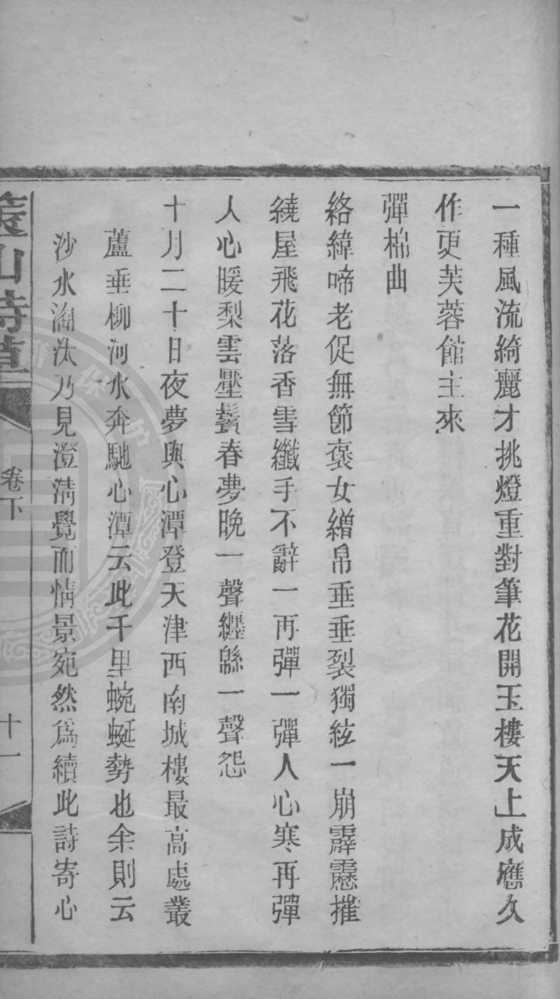 一種風流綺麗才挑燈重對筆花開玉樓天上成應久
作更芙蓉館主來
彈棉曲
絡緯啼老促無節褒女繒帛垂垂裂獨絃一崩霹靂摧
繞屋飛花落香雪纖手不辭一再彈一彈人心寒再彈
人心暖梨雲壓鬢春夢晚一聲纏緜一聲怨
十月二十日夜夢與心潭登天津西南城樓最高處叢
蘆垂柳河水奔馳心潭云此千里蜿蜒勢也余則云
沙水淘汰乃見澄清覺而情景宛然爲續此詩寄心
山詩草
卷下
十一